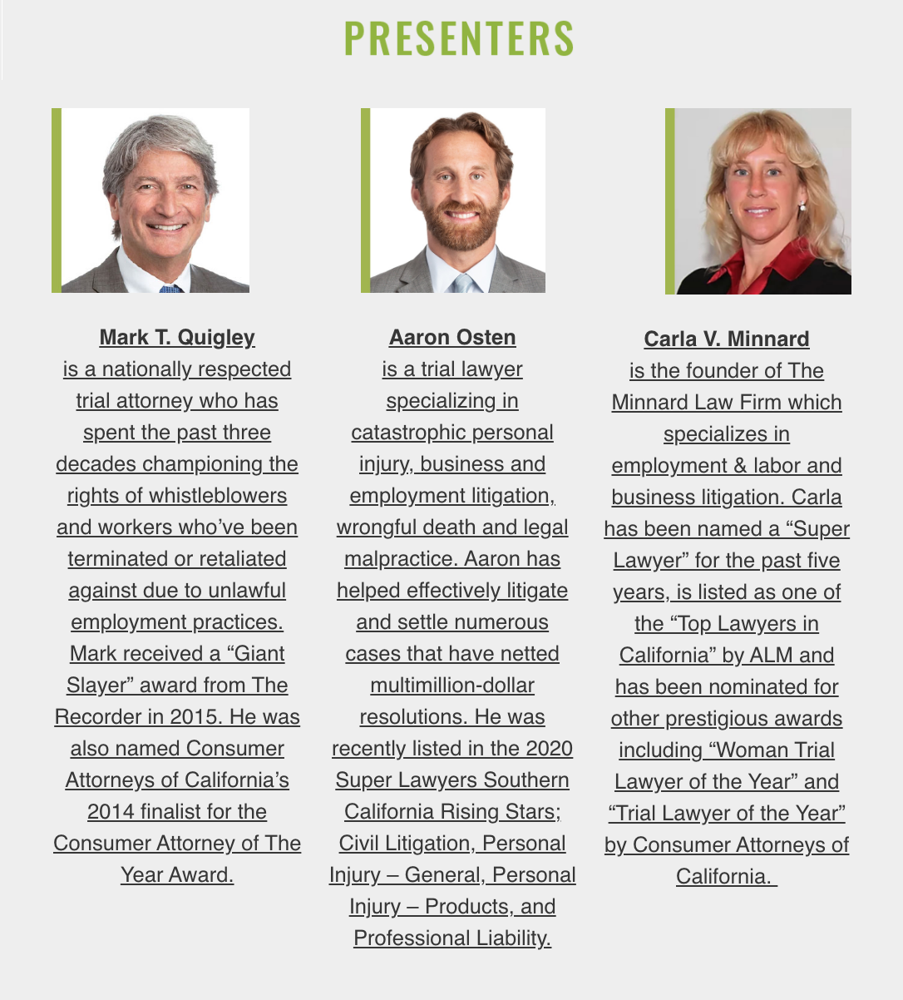 PRESENTERS
Mark T. Quigley
is a nationally respected
trial attorney who has
spent the past three
decades championing the
rights of whistleblowers
and workers who’ve been
terminated or retaliated
against due to unlawful
employment practices.
Mark received a “Giant
Slayer” award from The
Recorder in 2015. He was
also named Consumer
Attorneys of California’s
2014 finalist for the
Consumer Attorney of The
Year Award.
Aaron Osten
is a trial lawyer
specializing in
catastrophic personal
injury, business and
employment litigation,
wrongful death and legal
malpractice. Aaron has
helped effectively litigate
and settle numerous
cases that have netted
multimillion-dollar
resolutions. He was
recently listed in the 2020
Super Lawyers Southern
California Rising Stars;
Civil Litigation, Personal
Injury – General, Personal
Injury – Products, and
Professional Liability.
Carla V. Minnard
is the founder of The
Minnard Law Firm which
specializes in
employment & labor and
business litigation. Carla
has been named a “Super
Lawyer” for the past five
years, is listed as one of
the “Top Lawyers in
California” by ALM and
has been nominated for
other prestigious awards
including “Woman Trial
Lawyer of the Year” and
“Trial Lawyer of the Year”
by Consumer Attorneys of
California.